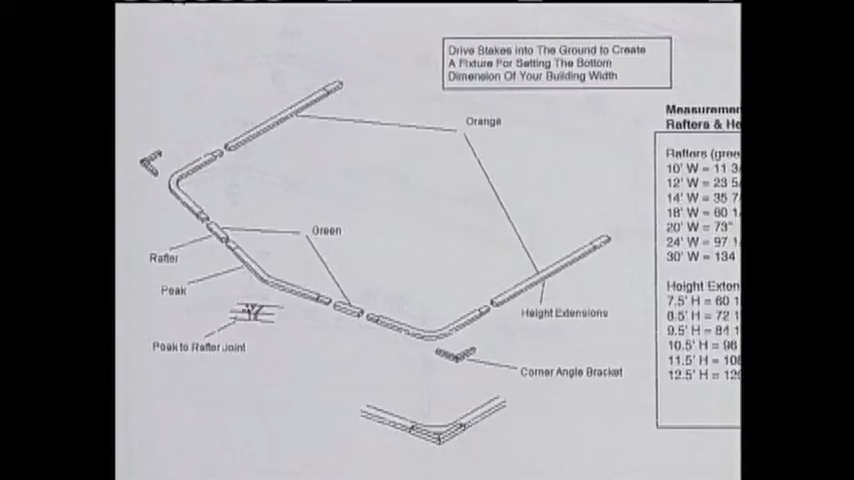 Drive Stakes Into The Ground to Create
A Fixture For Setting The Bottom
Dimension Of Your Building Width
Orange
Green
Rafter
Peak
Peak to Rafter Joint
Height Extensions
Corner Angle Bracket
Rafters & He
Rafters (gree
10' W = 11 3
12' W = 23 5
14' W = 35 7
18' W = 60 1
20' W = 73"
24' W = 97 1
30' W = 134
Height Exten
7.5' H = 60 1
8.5' H = 72 1
9.5' H = 84 1
10.5' H = 96
11.5' H = 108
12.5' H = 12